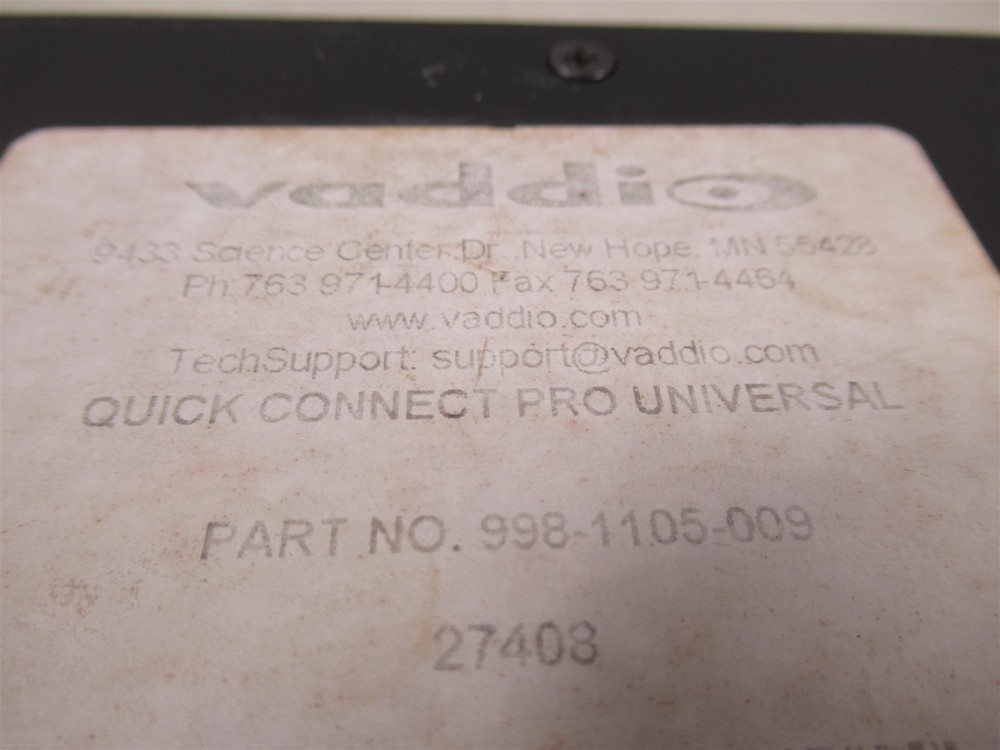 vaddio
9433 Science Center Dr. New Hope, MN 55428
Ph 763 971-4400 Fax 763 971-4464
www.vaddio.com
TechSupport: support@vaddio.com
QUICK CONNECT PRO UNIVERSAL
PART NO. 998-1105-009
27408